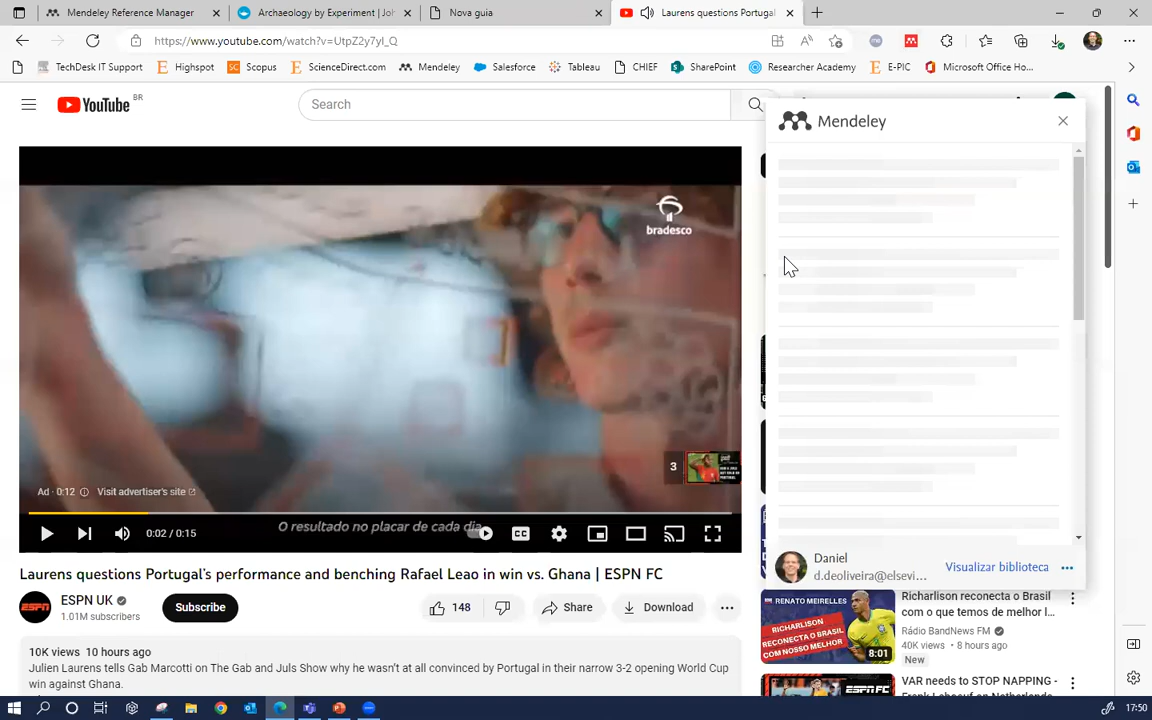 Mendeley Reference Manager
Archaeology by Experiment | Joh
Nova guia
Laurens questions Portugal
https://www.youtube.com/watch?v=UtpZ2y7yI_Q
TechDesk IT Support
Highspot
Scopus
ScienceDirect.com
Mendeley
Salesforce
Tableau
CHIEF
SharePoint
Researcher Academy
E-PIC
Microsoft Office Ho...
YouTube BR
Search
Mendeley
bradesco
3
Ad · 0:12
Visit advertiser's site
O resultado no placar de cada dia
0:02 / 0:15
CC
Daniel
d.deoliveira@elsevi...
Visualizar biblioteca
Laurens questions Portugal's performance and benching Rafael Leao in win vs. Ghana | ESPN FC
ESPN UK
1.01M subscribers
Subscribe
148
Share
Download
10K views 10 hours ago
Julien Laurens tells Gab Marcotti on The Gab and Juls Show why he wasn't at all convinced by Portugal in their narrow 3-2 opening World Cup
win against Ghana.
RENATO MEIRELLES
RICHARLISON
RECONECTA O BRASIL
COM NOSSO MELHOR
8:01
Richarlison reconecta o Brasil
com o que temos de melhor l...
Rádio BandNews FM
40K views • 8 hours ago
New
VAR needs to STOP NAPPING -
Frank Leboeuf on Netherlands
17:50